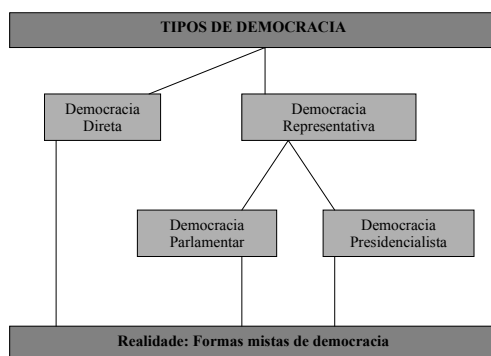 TIPOS DE DEMOCRACIA
Democracia
Direta
Democracia
Representativa
Democracia
Parlamentar
Democracia
Presidencialista
Realidade: Formas mistas de democracia